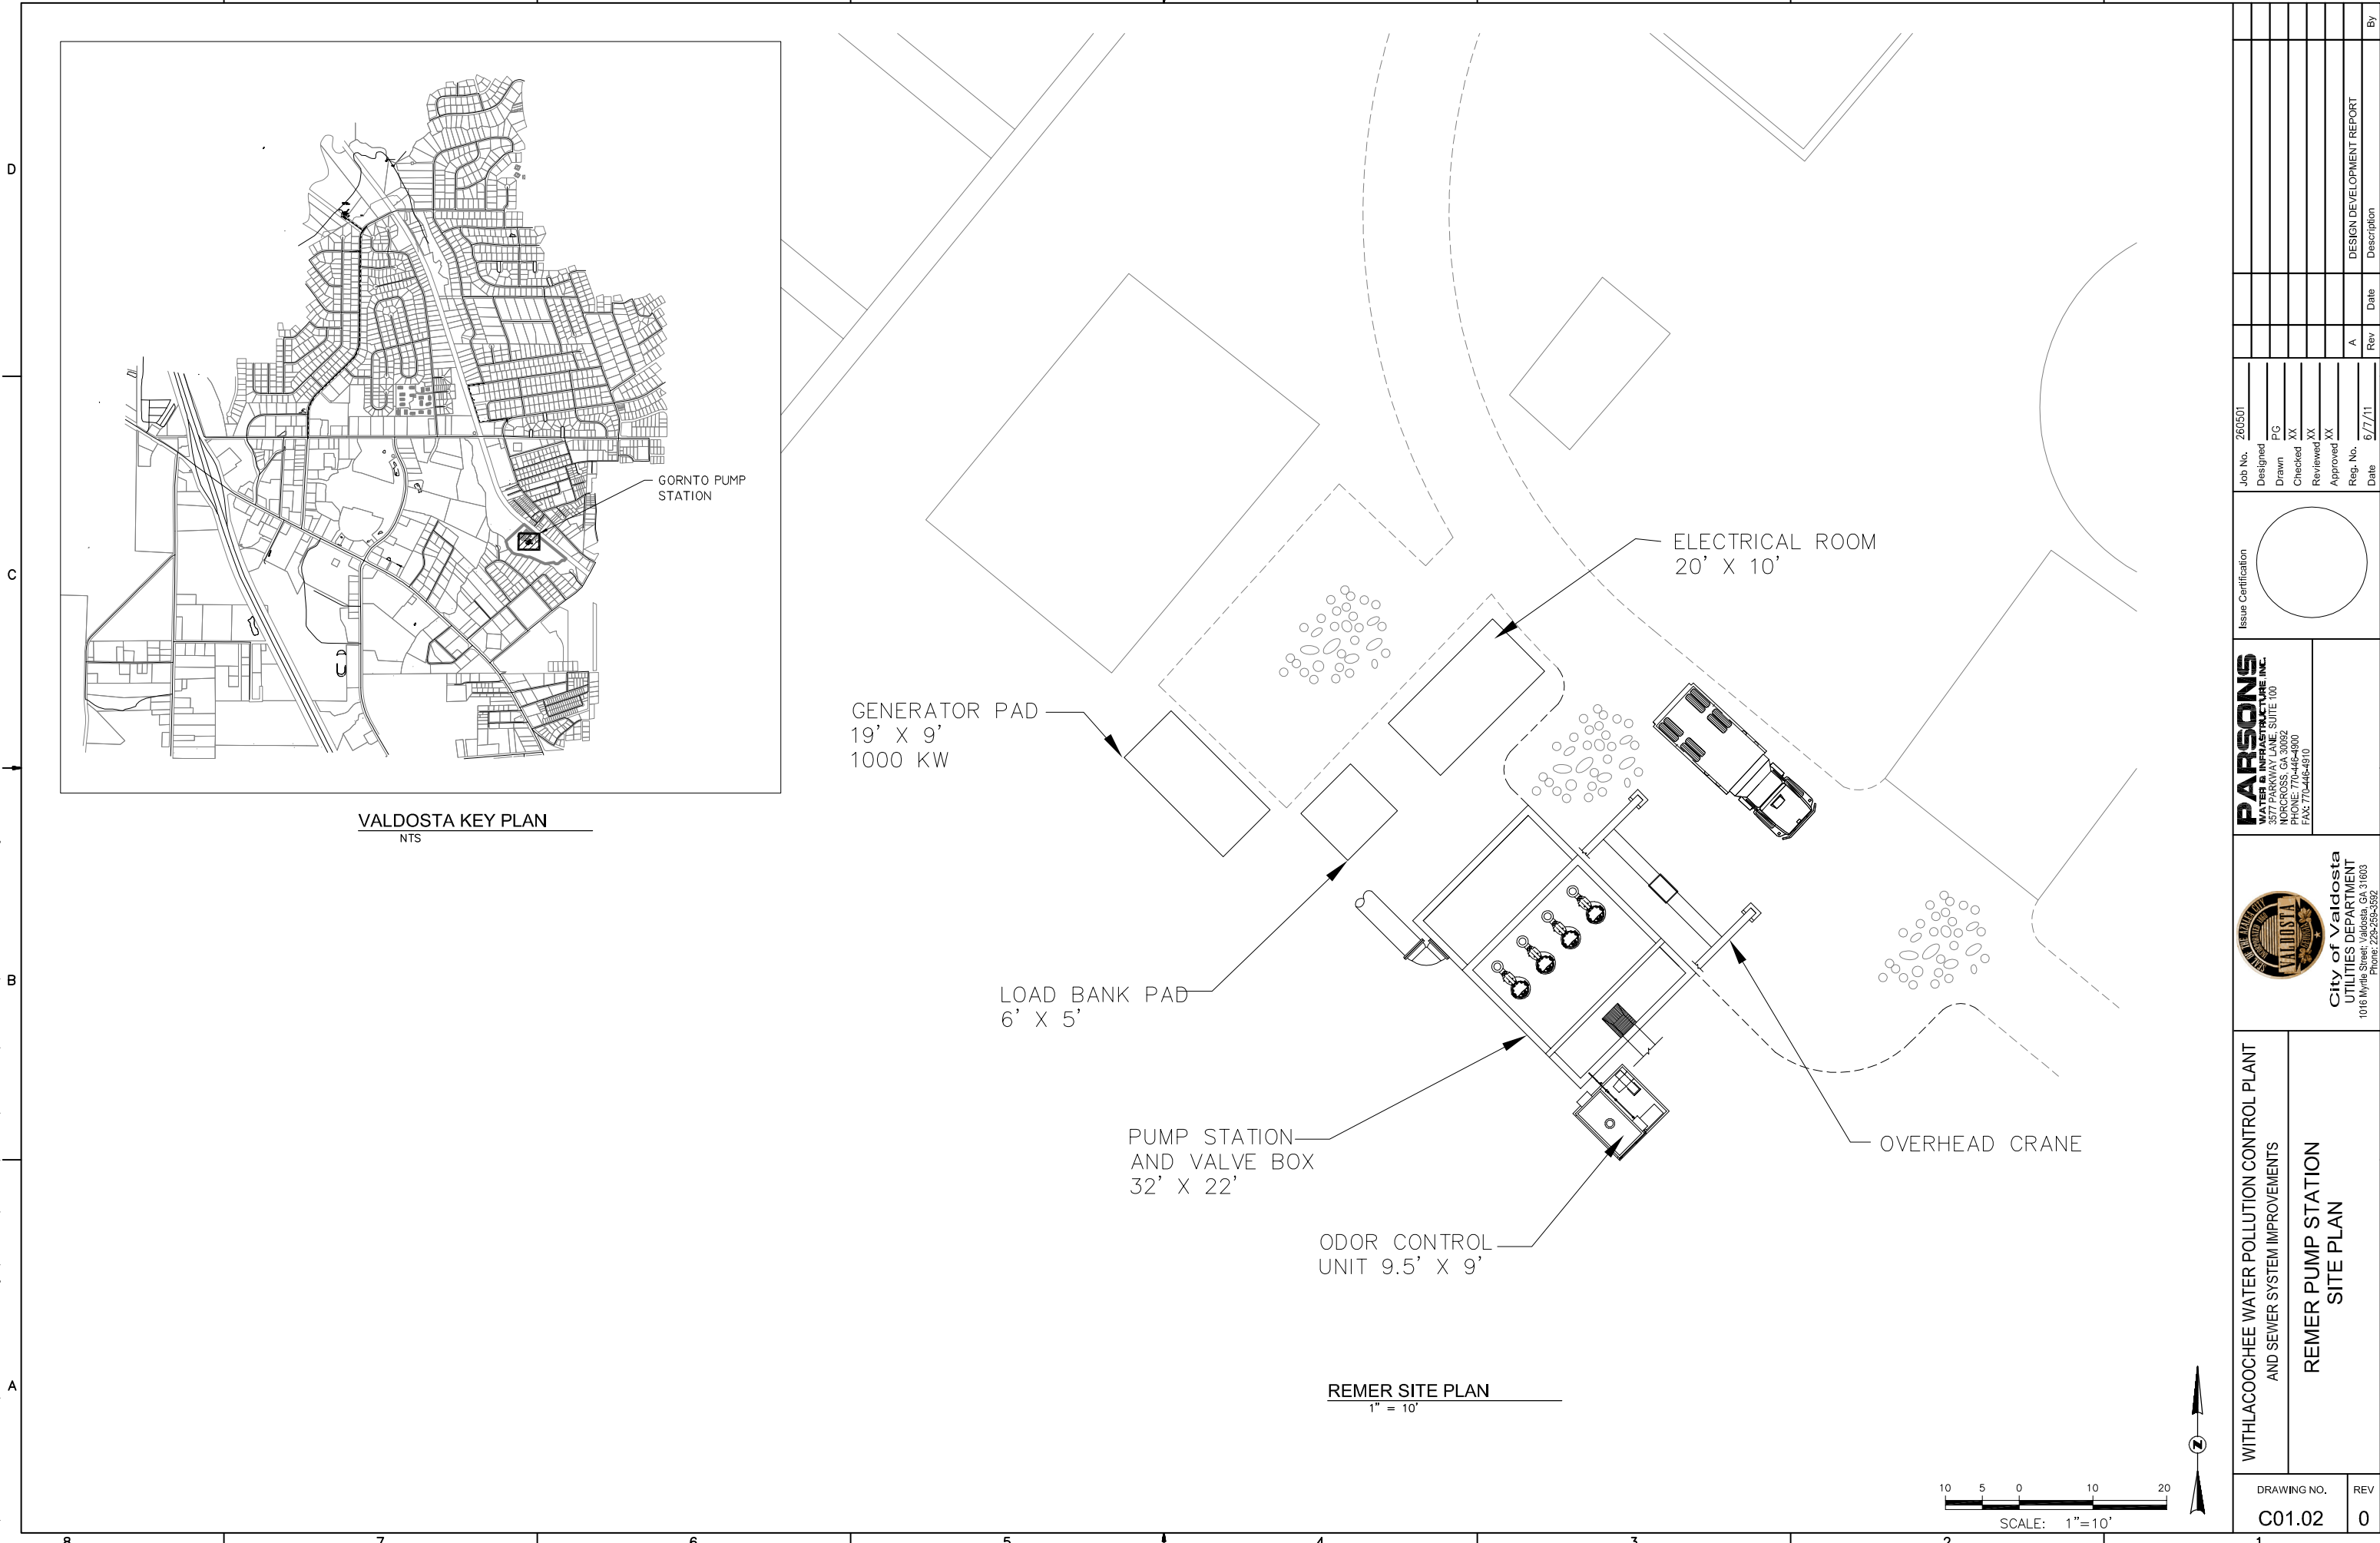 GORNTO PUMP
STATION
VALDOSTA KEY PLAN
NTS
ELECTRICAL ROOM
20' X 10'
GENERATOR PAD
19' X 9'
1000 KW
LOAD BANK PAD
6' X 5'
PUMP STATION
AND VALVE BOX
32' X 22'
OVERHEAD CRANE
ODOR CONTROL
UNIT 9.5' X 9'
REMER SITE PLAN
1" = 10'
10 5 0 10 20
SCALE: 1"=10'
N
D
C
B
A
8 7 6 5 4 3 2 1
A DESIGN DEVELOPMENT REPORT
Rev Date Description By
Job No. 260501
Designed
Drawn PG
Checked XX
Reviewed XX
Approved XX
Reg. No.
Date 6/7/11
Issue Certification
PARSONS
WATER & INFRASTRUCTURE INC.
3577 PARKWAY LANE, SUITE 100
NORCROSS, GA 30092
PHONE: 770-446-4900
FAX: 770-446-4910
VALDOSTA
City of Valdosta
UTILITIES DEPARTMENT
1016 Myrtle Street; Valdosta, GA 31603
Phone: 229-259-3592
WITHLACOOCHEE WATER POLLUTION CONTROL PLANT
AND SEWER SYSTEM IMPROVEMENTS
REMER PUMP STATION
SITE PLAN
DRAWING NO. REV
C01.02 0